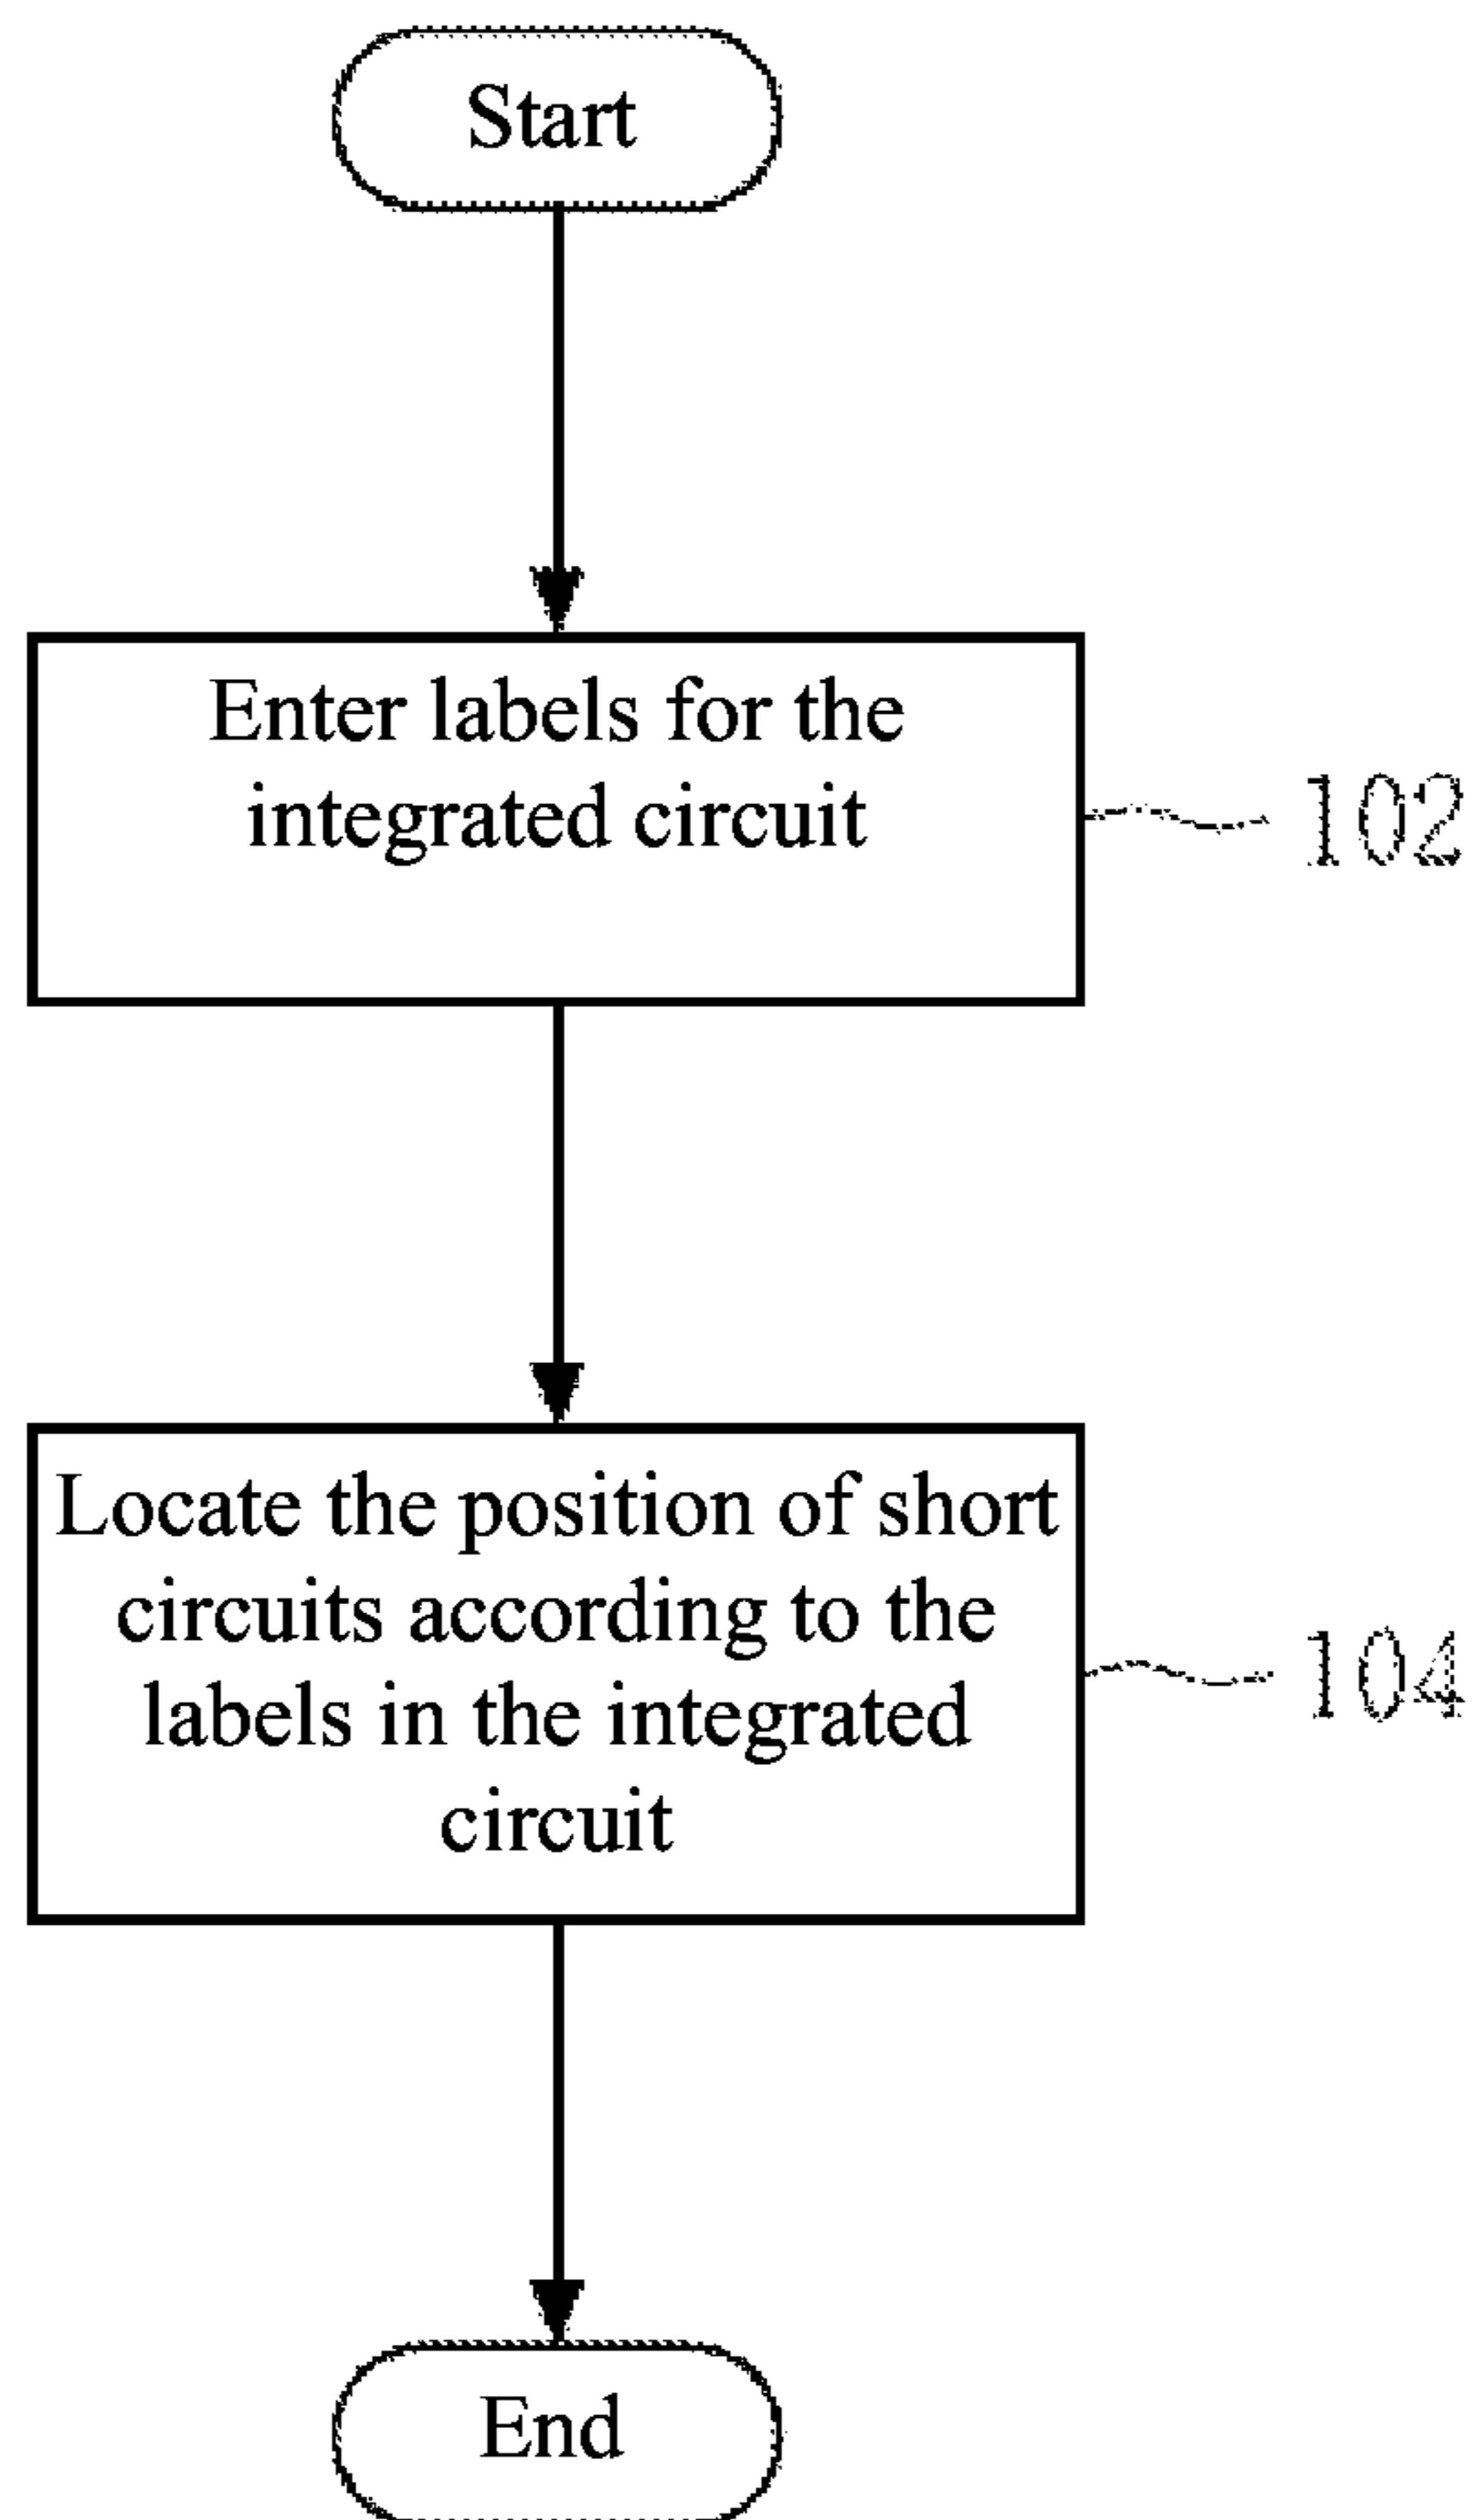 Start
Enter labels for the
integrated circuit
102
Locate the position of short
circuits according to the
labels in the integrated
circuit
104
End